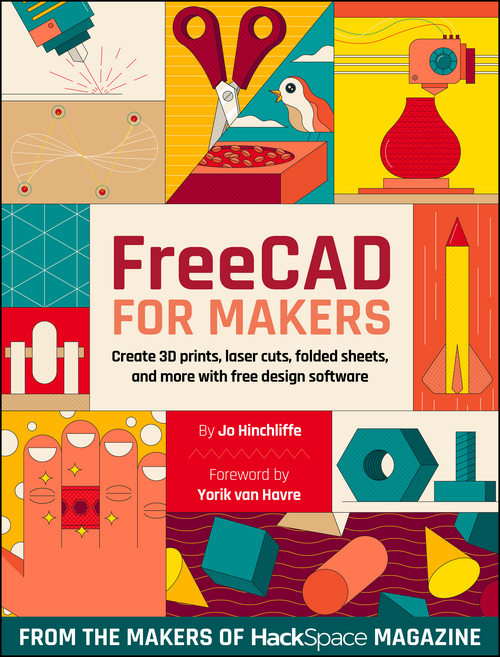 FreeCAD
FOR MAKERS
Create 3D prints, laser cuts, folded sheets,
and more with free design software
By Jo Hinchliffe
Foreword by
Yorik van Havre
FROM THE MAKERS OF HackSpace MAGAZINE